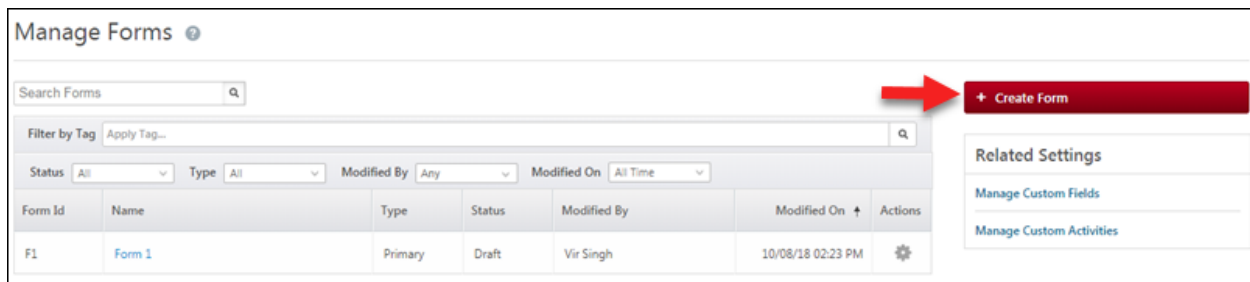 Manage Forms ?
Search Forms
+ Create Form
Filter by Tag Apply Tag...
Status All Type All Modified By Any Modified On All Time
Form Id Name Type Status Modified By Modified On Actions
F1 Form 1 Primary Draft Vir Singh 10/08/18 02:23 PM
Related Settings
Manage Custom Fields
Manage Custom Activities